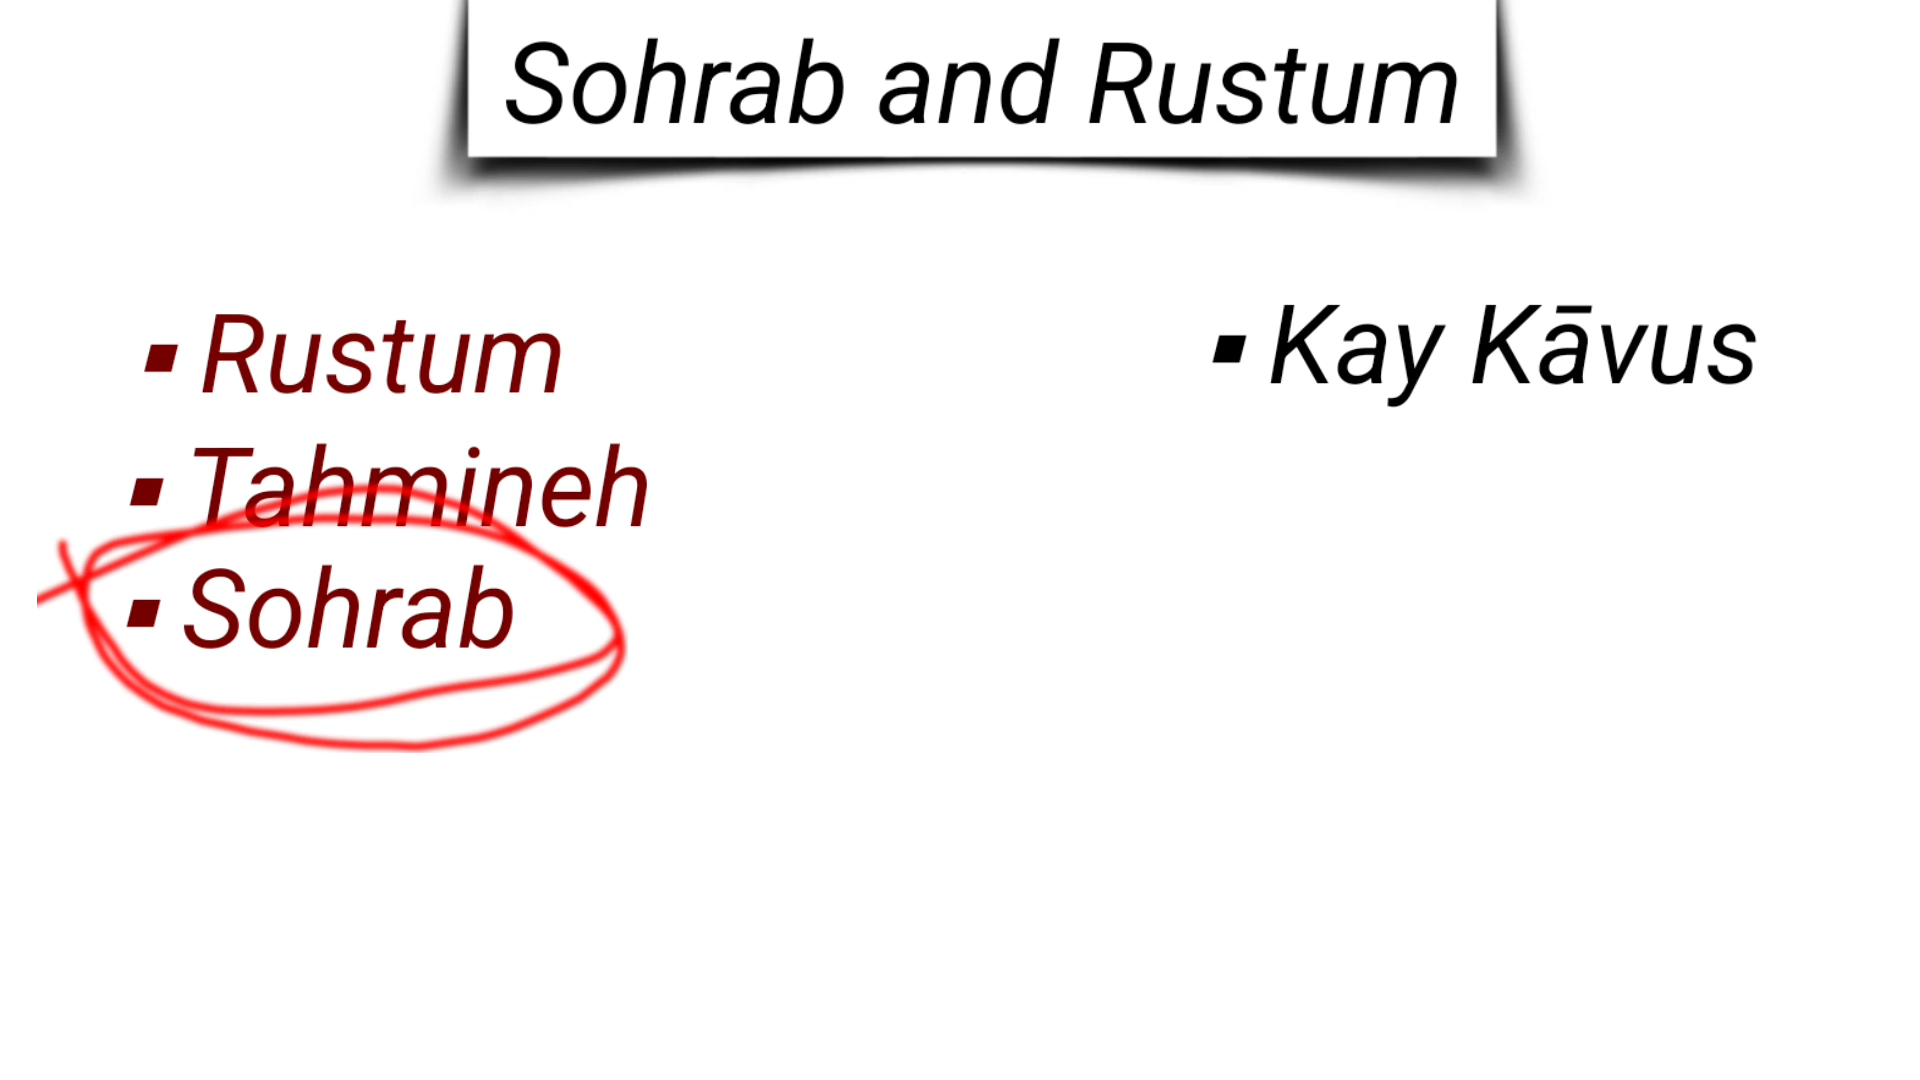 Sohrab and Rustum
▪ Rustum
▪ Tahmineh
▪ Sohrab
▪ Kay Kāvus